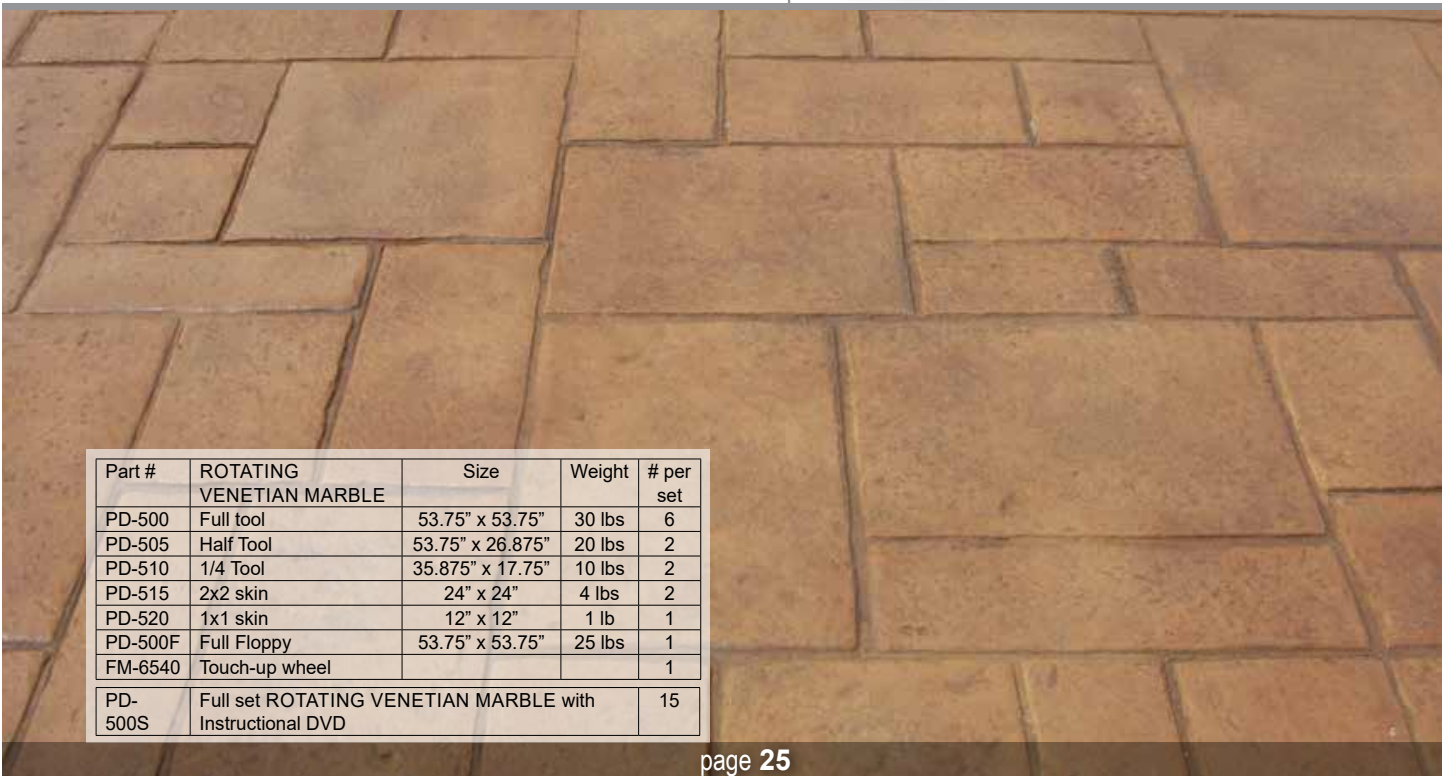 Part # ROTATING VENETIAN MARBLE Size Weight # per set
PD-500 Full tool 53.75” x 53.75” 30 lbs 6
PD-505 Half Tool 53.75” x 26.875” 20 lbs 2
PD-510 1/4 Tool 35.875” x 17.75” 10 lbs 2
PD-515 2x2 skin 24” x 24” 4 lbs 2
PD-520 1x1 skin 12” x 12” 1 lb 1
PD-500F Full Floppy 53.75” x 53.75” 25 lbs 1
FM-6540 Touch-up wheel 1
PD-500S Full set ROTATING VENETIAN MARBLE with Instructional DVD 15
page 25